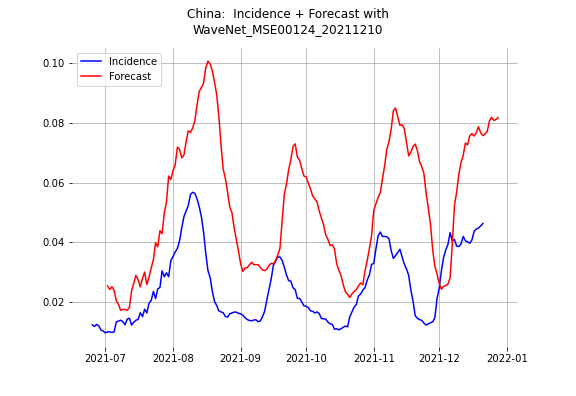 China:  Incidence + Forecast with
WaveNet_MSE00124_20211210
Incidence
Forecast
0.10
0.08
0.06
0.04
0.02
2021-07 2021-08 2021-09 2021-10 2021-11 2021-12 2022-01